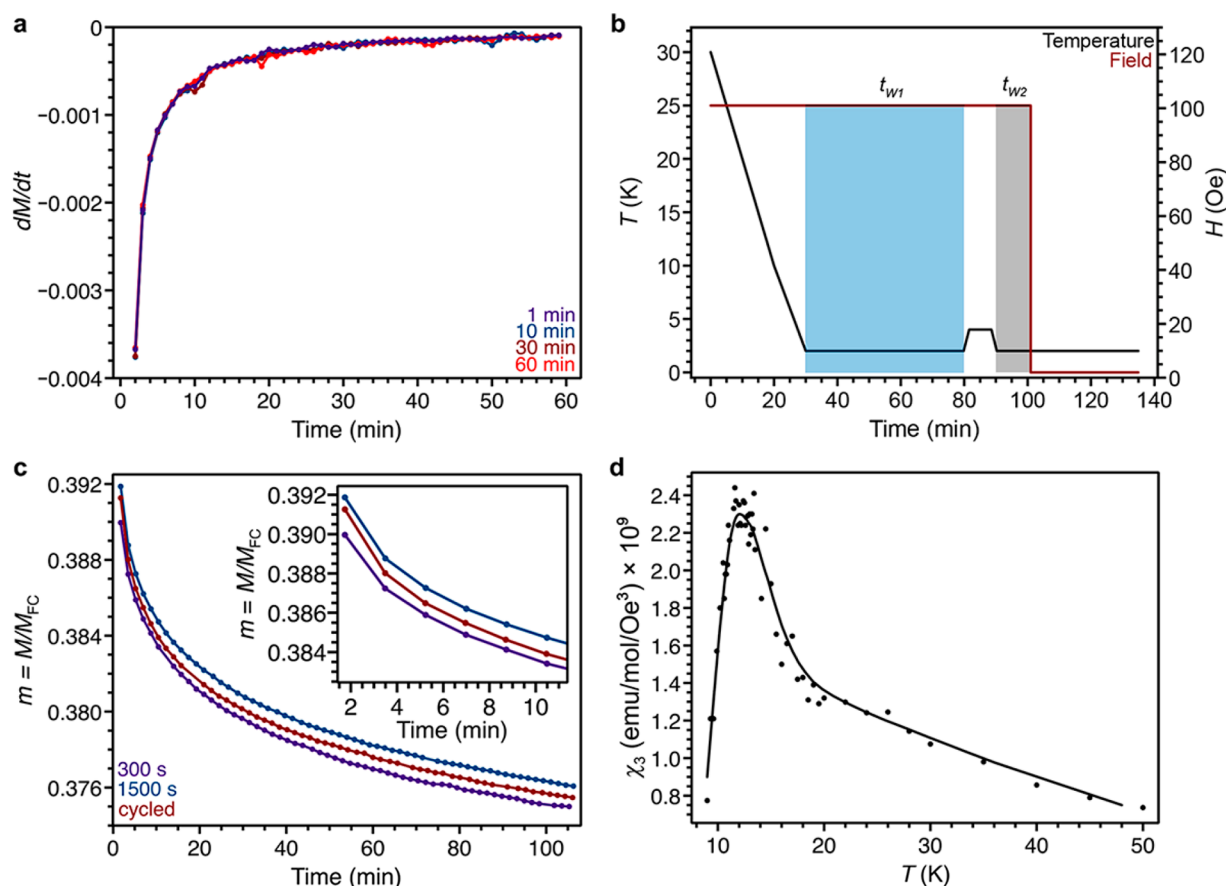 a
0
−0.001
−0.002
−0.003
−0.004
dM/dt
0 10 20 30 40 50 60
Time (min)
1 min
10 min
30 min
60 min
b
30
25
20
15
10
5
0
T (K)
Temperature
Field
tW1
tW2
120
100
80
60
40
20
0
H (Oe)
0 20 40 60 80 100 120 140
Time (min)
c
0.392
0.388
0.384
0.380
0.376
m = M/MFC
0 20 40 60 80 100
Time (min)
300 s
1500 s
cycled
0.392
0.390
0.388
0.386
0.384
m = M/MFC
2 4 6 8 10
Time (min)
d
2.4
2.2
2.0
1.8
1.6
1.4
1.2
1.0
0.8
χ3 (emu/mol/Oe³) × 10⁹
10 20 30 40 50
T (K)